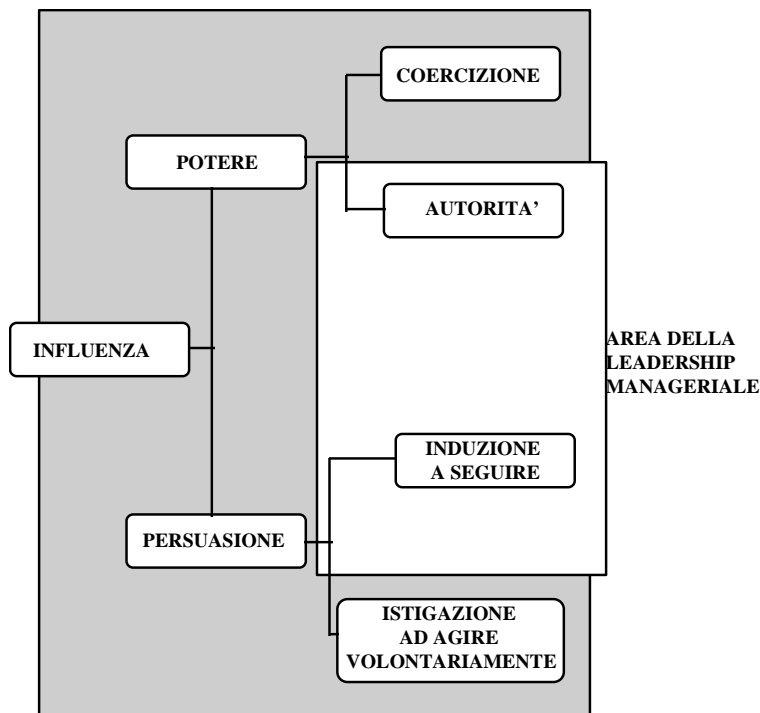 COERCIZIONE
POTERE
AUTORITA’
INFLUENZA
AREA DELLA
LEADERSHIP
MANAGERIALE
INDUZIONE
A SEGUIRE
PERSUASIONE
ISTIGAZIONE
AD AGIRE
VOLONTARIAMENTE